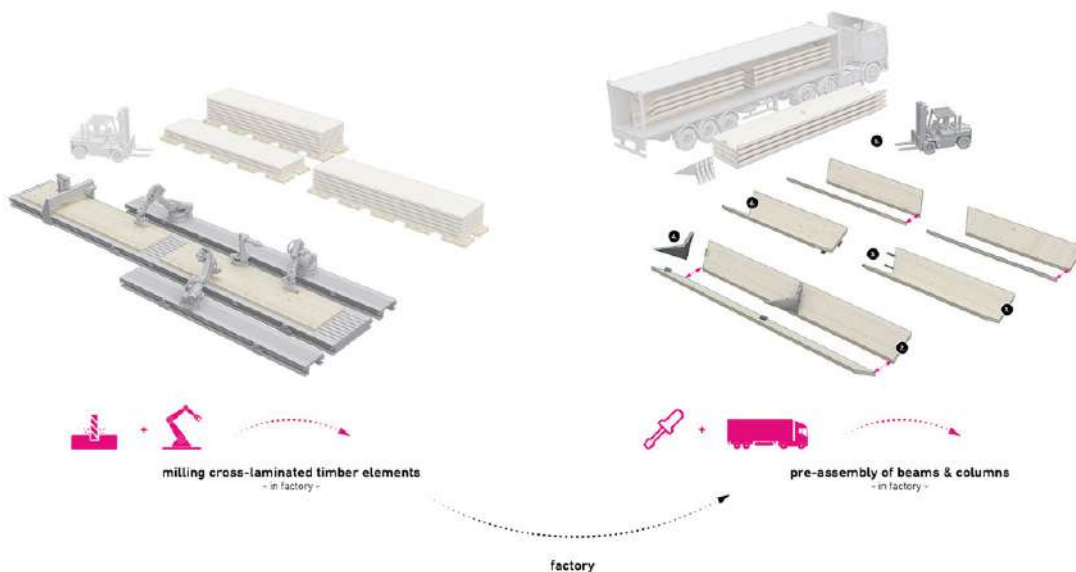 +
milling cross-laminated timber elements
- in factory -
+
pre-assembly of beams & columns
- in factory -
factory